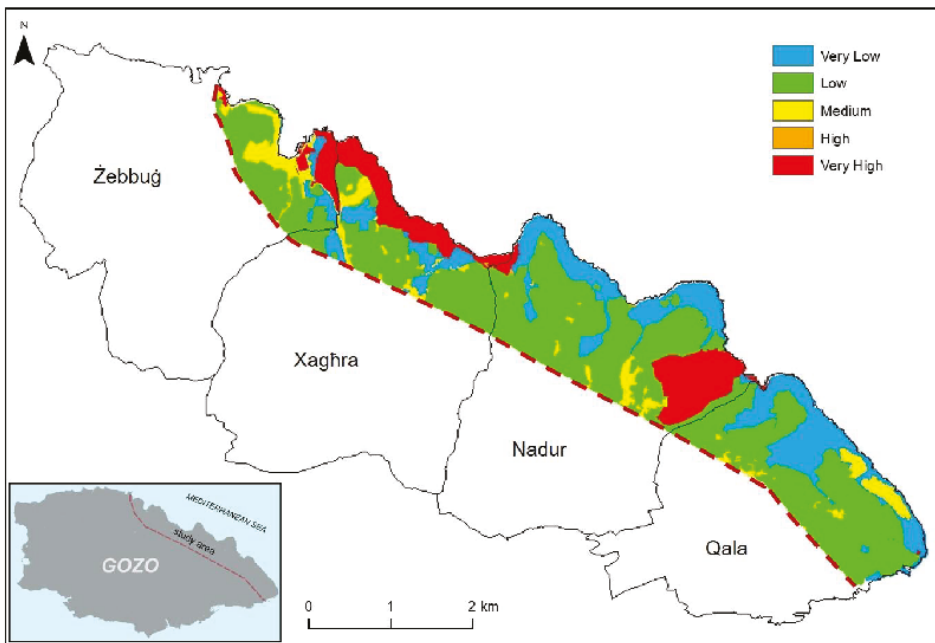 N
Very Low
Low
Medium
High
Very High
Żebbuġ
Xagħra
Nadur
Qala
MEDITERRANEAN SEA
study area
GOZO
0 1 2 km